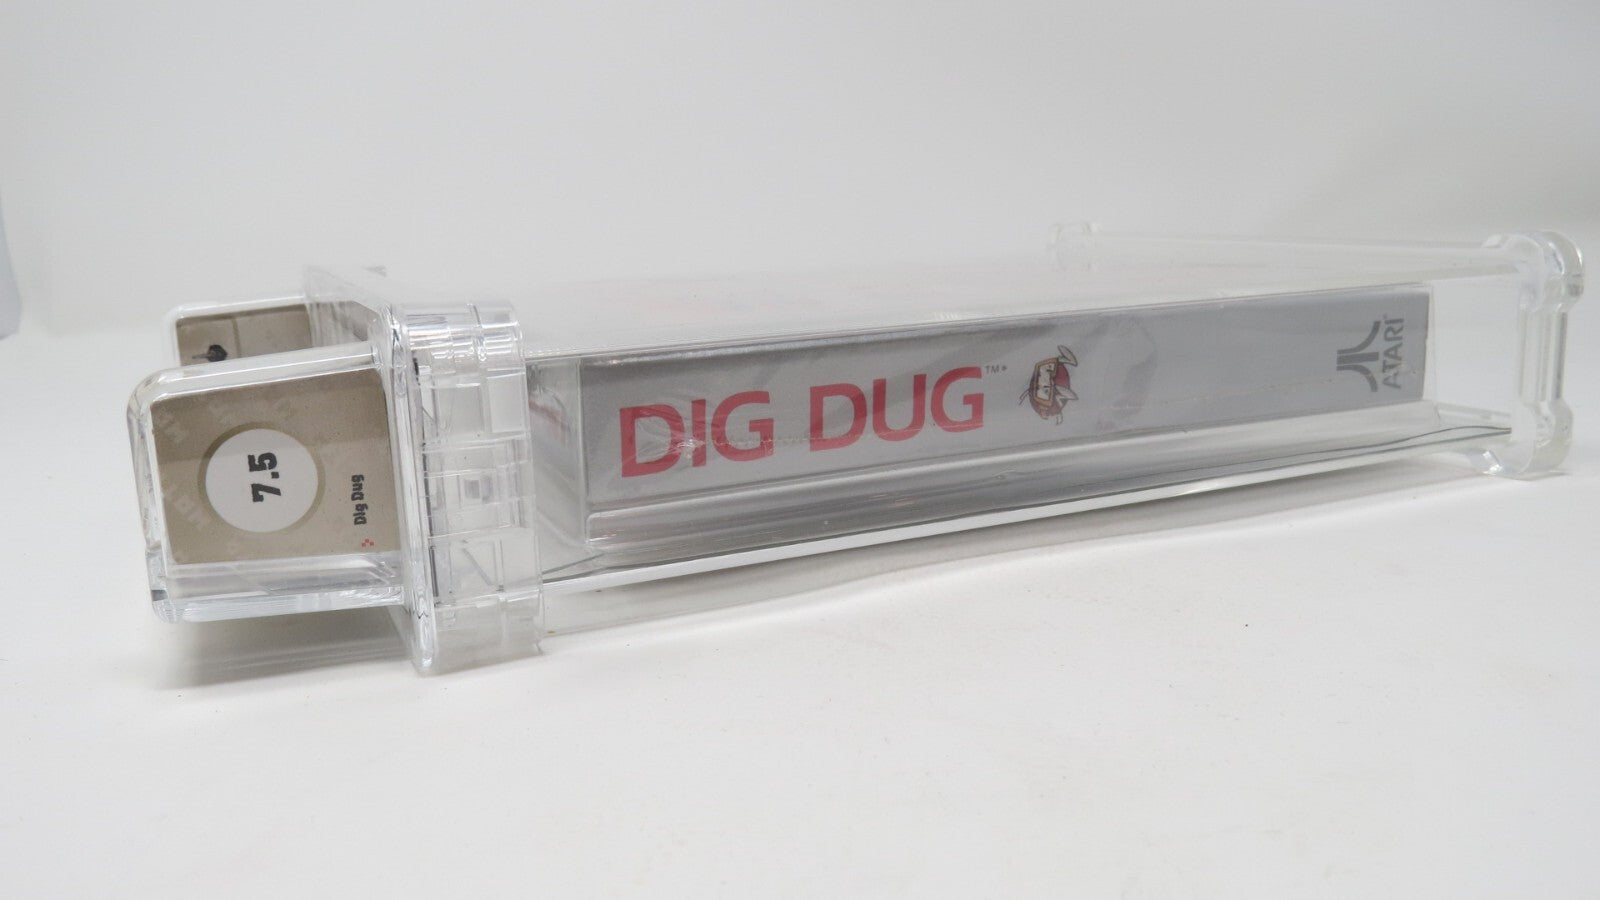 7.5
Dig Dug
DIG DUG™*
ATARI®